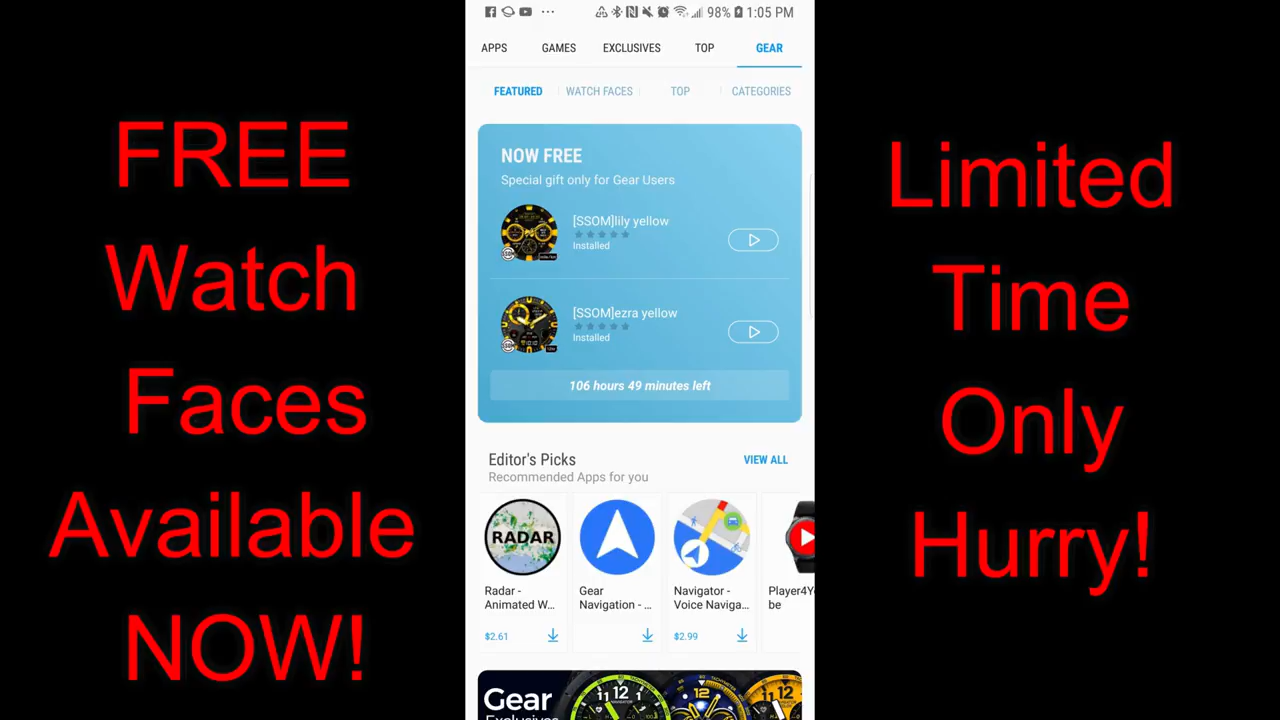 FREE
Watch
Faces
Available
NOW!
98% 1:05 PM
APPS GAMES EXCLUSIVES TOP GEAR
FEATURED WATCH FACES TOP CATEGORIES
NOW FREE
Special gift only for Gear Users
[SSOM]lily yellow
Installed
[SSOM]ezra yellow
Installed
106 hours 49 minutes left
Editor's Picks VIEW ALL
Recommended Apps for you
RADAR
Radar - Gear Navigator - Player4Yo
Animated W... Navigation - ... Voice Naviga... be
$2.61 $2.99
Gear
Exclusives
Limited
Time
Only
Hurry!